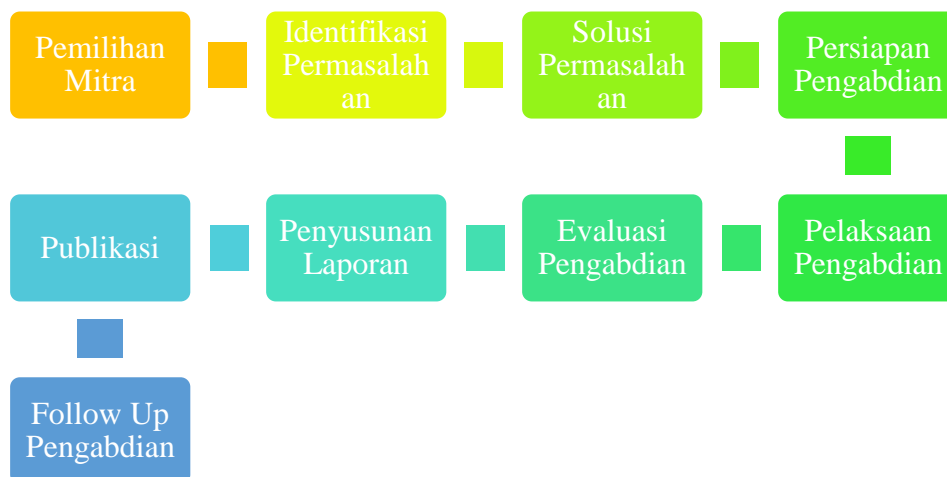 Pemilihan
Mitra
Identifikasi
Permasalah
an
Solusi
Permasalah
an
Persiapan
Pengabdian
Pelaksaan
Pengabdian
Evaluasi
Pengabdian
Penyusunan
Laporan
Publikasi
Follow Up
Pengabdian